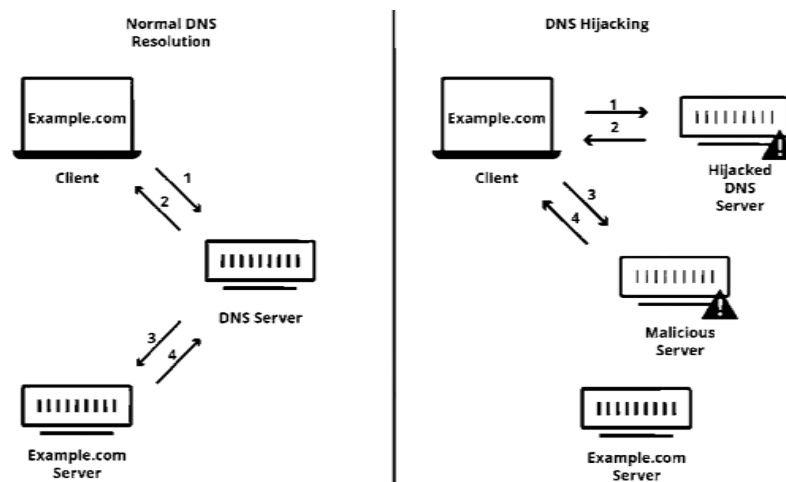 Normal DNS
Resolution
Example.com
Client
1
2
DNS Server
3
4
Example.com
Server
DNS Hijacking
Example.com
Client
1
2
Hijacked
DNS
Server
3
4
Malicious
Server
Example.com
Server